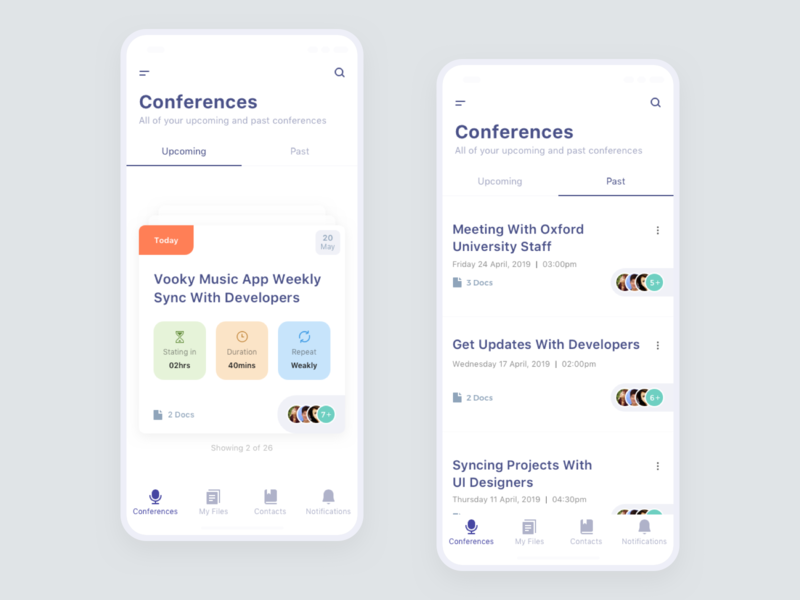 Conferences
All of your upcoming and past conferences
Upcoming
Past
Today
20
May
Vooky Music App Weekly
Sync With Developers
Stating in
02hrs
Duration
40mins
Repeat
Weakly
2 Docs
7+
Showing 2 of 26
Conferences
My Files
Contacts
Notifications
Conferences
All of your upcoming and past conferences
Upcoming
Past
Meeting With Oxford
University Staff
Friday 24 April, 2019 | 03:00pm
3 Docs
5+
Get Updates With Developers
Wednesday 17 April, 2019 | 02:00pm
2 Docs
6+
Syncing Projects With
UI Designers
Thursday 11 April, 2019 | 04:30pm
Conferences
My Files
Contacts
Notifications